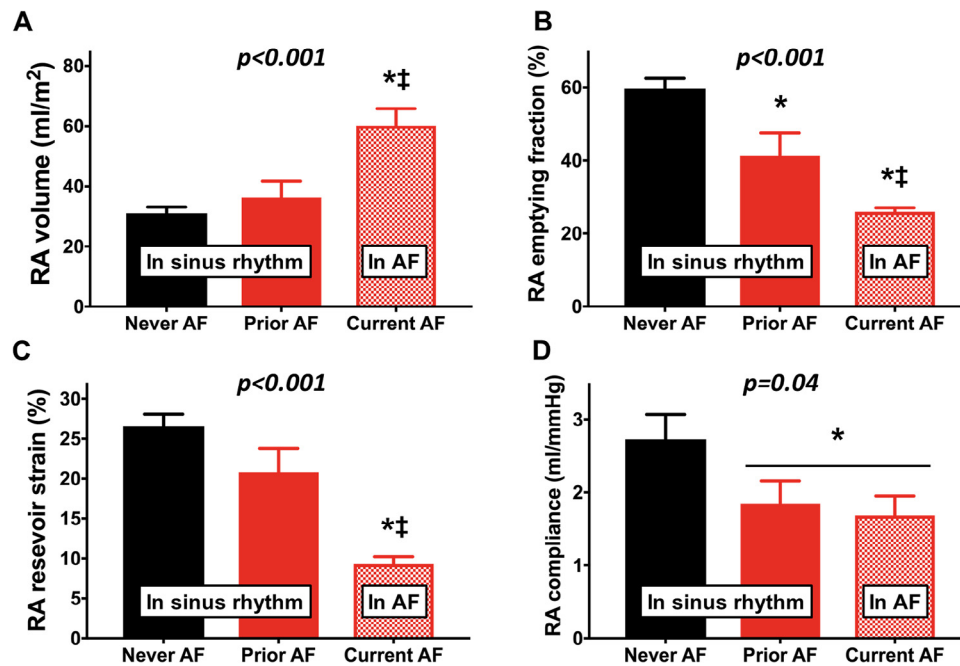 A
RA volume (ml/m²)
80
60
40
20
0
p<0.001
*‡
In sinus rhythm
In AF
Never AF
Prior AF
Current AF
B
RA emptying fraction (%)
60
40
20
0
p<0.001
*
*‡
In sinus rhythm
In AF
Never AF
Prior AF
Current AF
C
RA resevoir strain (%)
30
25
20
15
10
5
0
p<0.001
*‡
In sinus rhythm
In AF
Never AF
Prior AF
Current AF
D
RA compliance (ml/mmHg)
3
2
1
0
p=0.04
*
In sinus rhythm
In AF
Never AF
Prior AF
Current AF